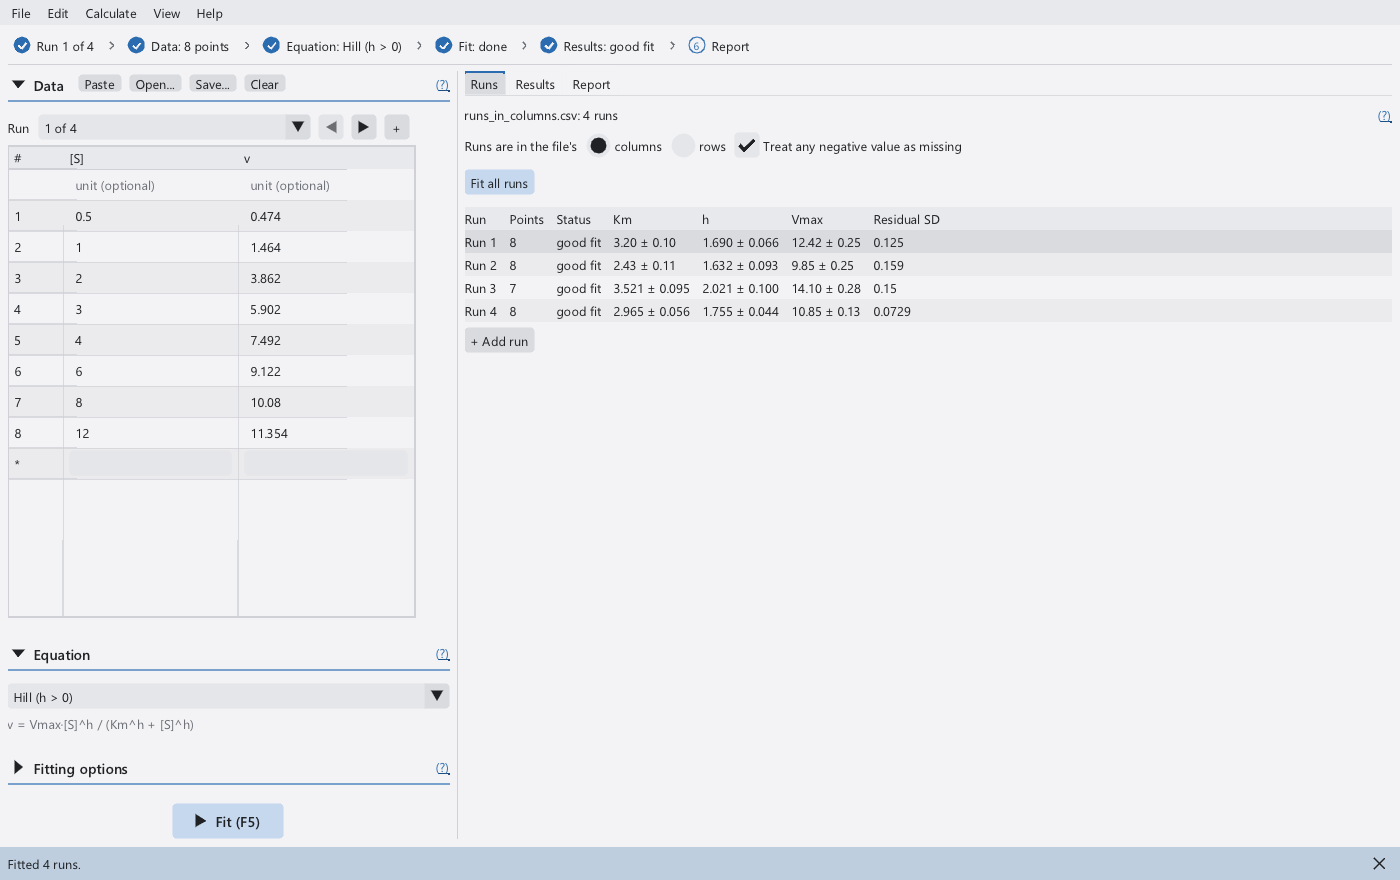 File Edit Calculate View Help
Run 1 of 4 > Data: 8 points > Equation: Hill (h > 0) > Fit: done > Results: good fit > 6 Report
Data Paste Open... Save... Clear (?)
Run 1 of 4 +
# [S] v
unit (optional) unit (optional)
1 0.5 0.474
2 1 1.464
3 2 3.862
4 3 5.902
5 4 7.492
6 6 9.122
7 8 10.08
8 12 11.354
*
Equation (?)
Hill (h > 0)
v = Vmax·[S]^h / (Km^h + [S]^h)
Fitting options (?)
Fit (F5)
Runs Results Report
runs_in_columns.csv: 4 runs (?)
Runs are in the file's columns rows Treat any negative value as missing
Fit all runs
Run Points Status Km h Vmax Residual SD
Run 1 8 good fit 3.20 ± 0.10 1.690 ± 0.066 12.42 ± 0.25 0.125
Run 2 8 good fit 2.43 ± 0.11 1.632 ± 0.093 9.85 ± 0.25 0.159
Run 3 7 good fit 3.521 ± 0.095 2.021 ± 0.100 14.10 ± 0.28 0.15
Run 4 8 good fit 2.965 ± 0.056 1.755 ± 0.044 10.85 ± 0.13 0.0729
+ Add run
Fitted 4 runs.